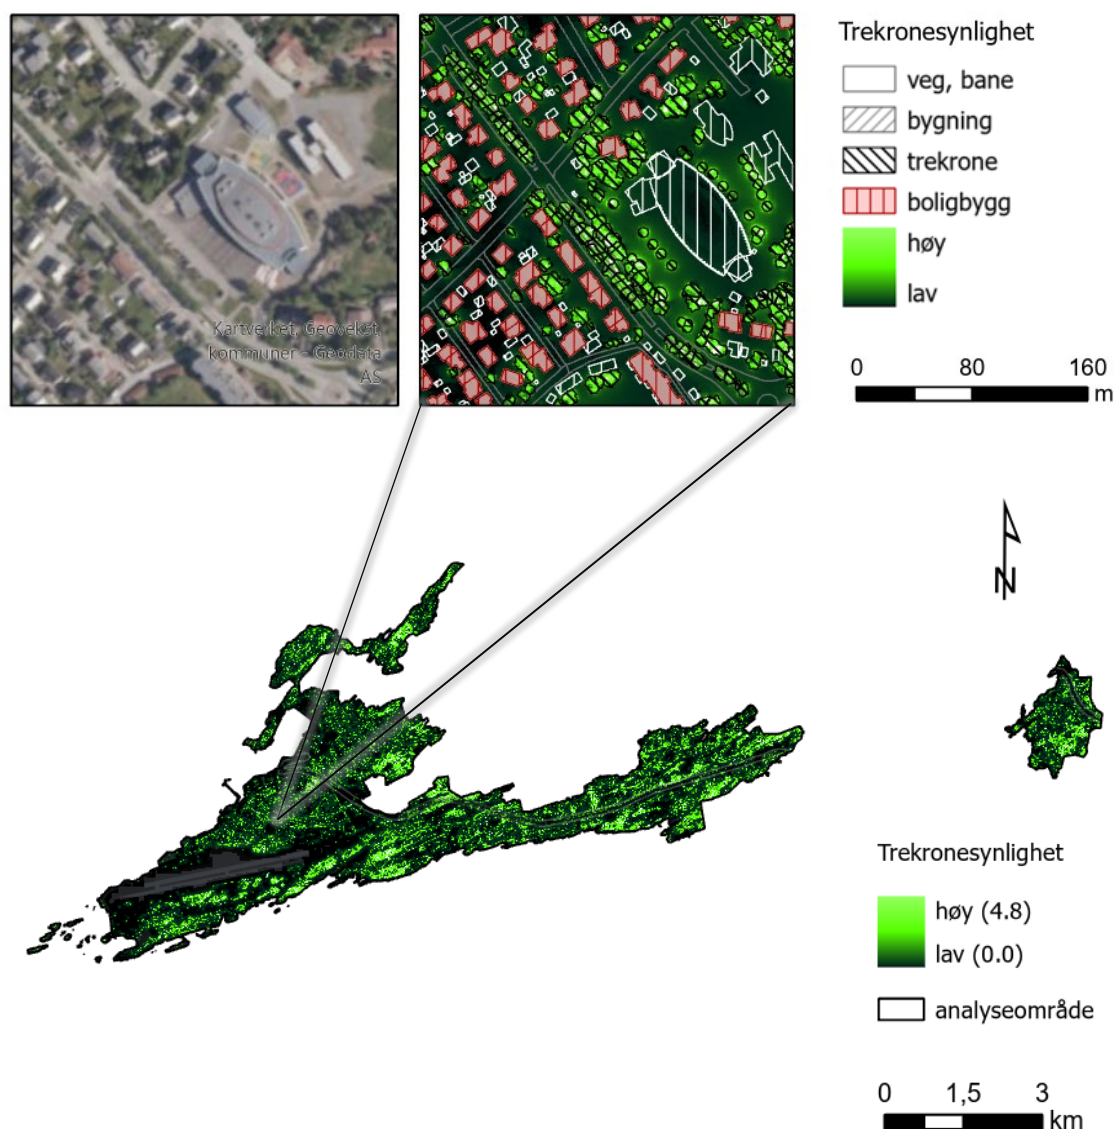 Kartverket, Geovekst,
kommuner - Geodata
AS
Trekronesynlighet
veg, bane
bygning
trekrone
boligbygg
høy
lav
0 80 160
m
N
Trekronesynlighet
høy (4.8)
lav (0.0)
analyseområde
0 1,5 3
km